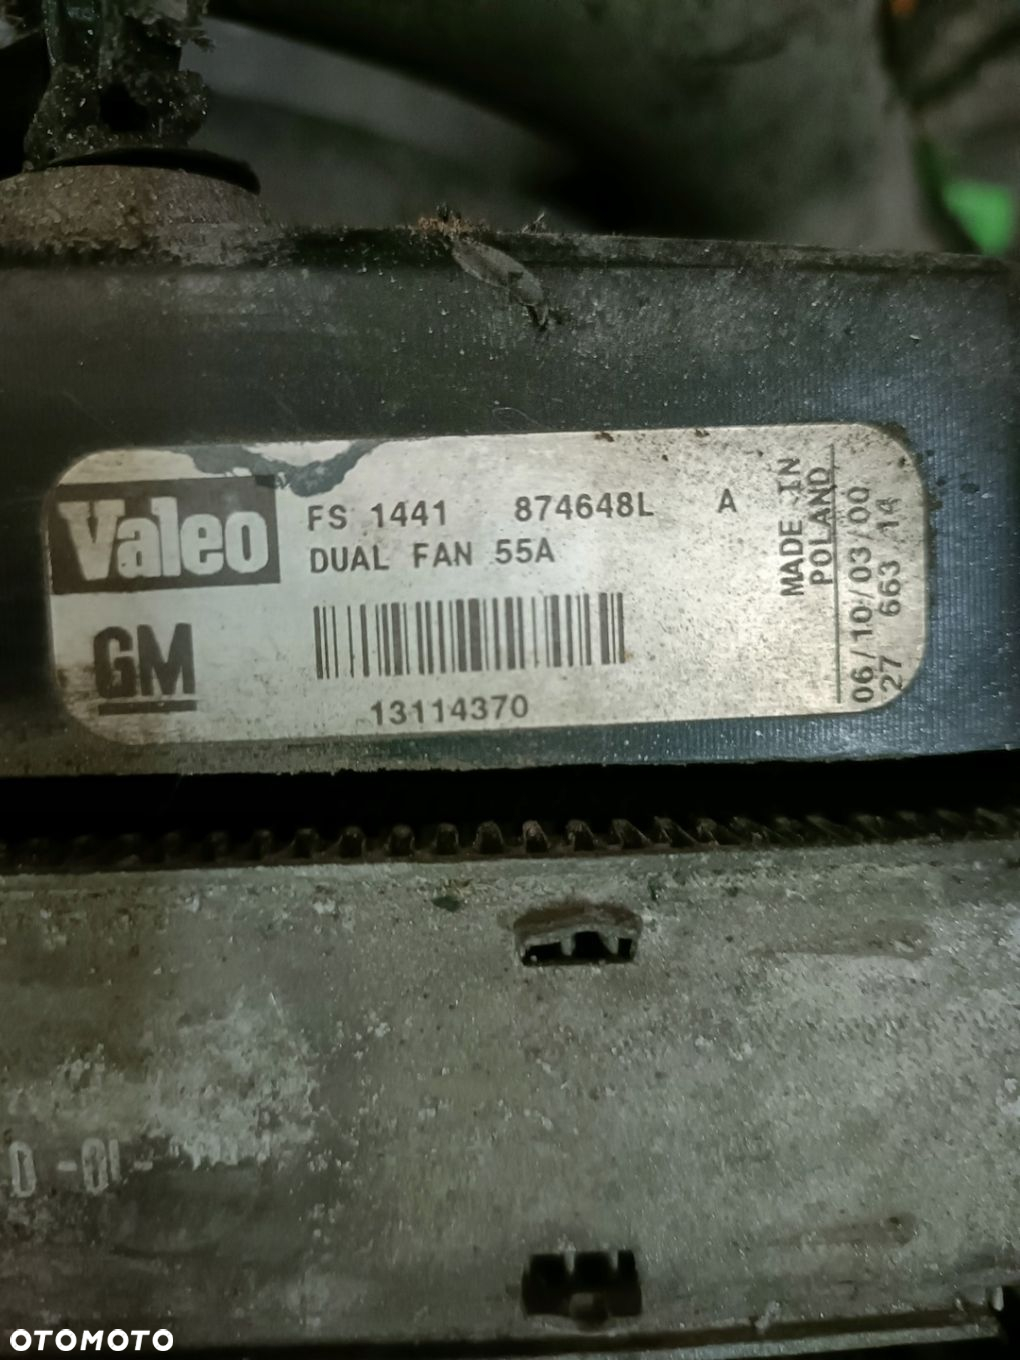 Valeo
FS 1441 874648L A
DUAL FAN 55A
GM
13114370
MADE IN
POLAND
06/10/03/00
27 663 14
OTOMOTO